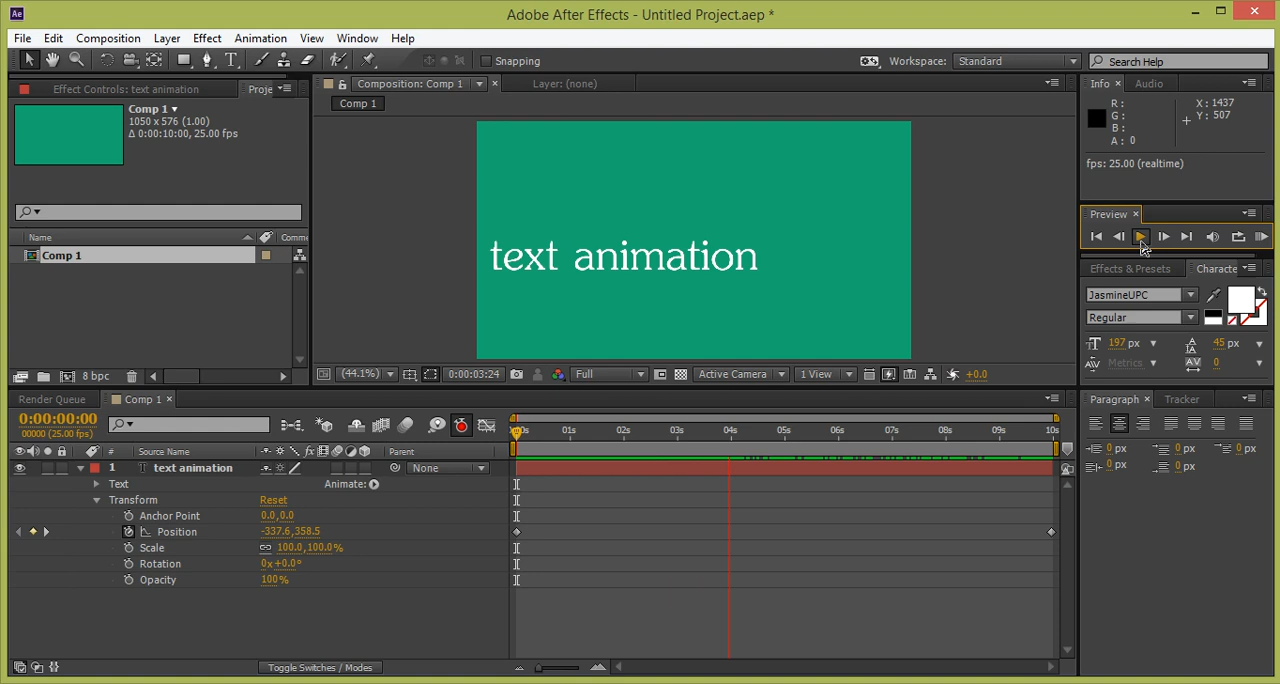 Ae
Adobe After Effects - Untitled Project.aep *
File Edit Composition Layer Effect Animation View Window Help
Snapping
Workspace: Standard
Search Help
Effect Controls: text animation
Proje
Comp 1
1050 x 576 (1.00)
Δ 0:00:10:00, 25.00 fps
Name
Comme
Comp 1
8 bpc
Composition: Comp 1
Layer: (none)
Comp 1
text animation
(44.1%)
0:00:03:24
Full
Active Camera
1 View
+0.0
Info
Audio
R :
G :
B :
A : 0
X : 1437
Y : 507
fps: 25.00 (realtime)
Preview
Effects & Presets
Characte
JasmineUPC
Regular
197 px
45 px
Metrics
0
Render Queue
Comp 1
0:00:00:00
00000 (25.00 fps)
# Source Name
Parent
1 T text animation
None
Text
Animate:
Transform
Reset
Anchor Point
0.0,0.0
Position
-337.6,358.5
Scale
100.0,100.0%
Rotation
0x+0.0°
Opacity
100%
Toggle Switches / Modes
01s 02s 03s 04s 05s 06s 07s 08s 09s 10s
Paragraph
Tracker
0 px
0 px
0 px
0 px
0 px